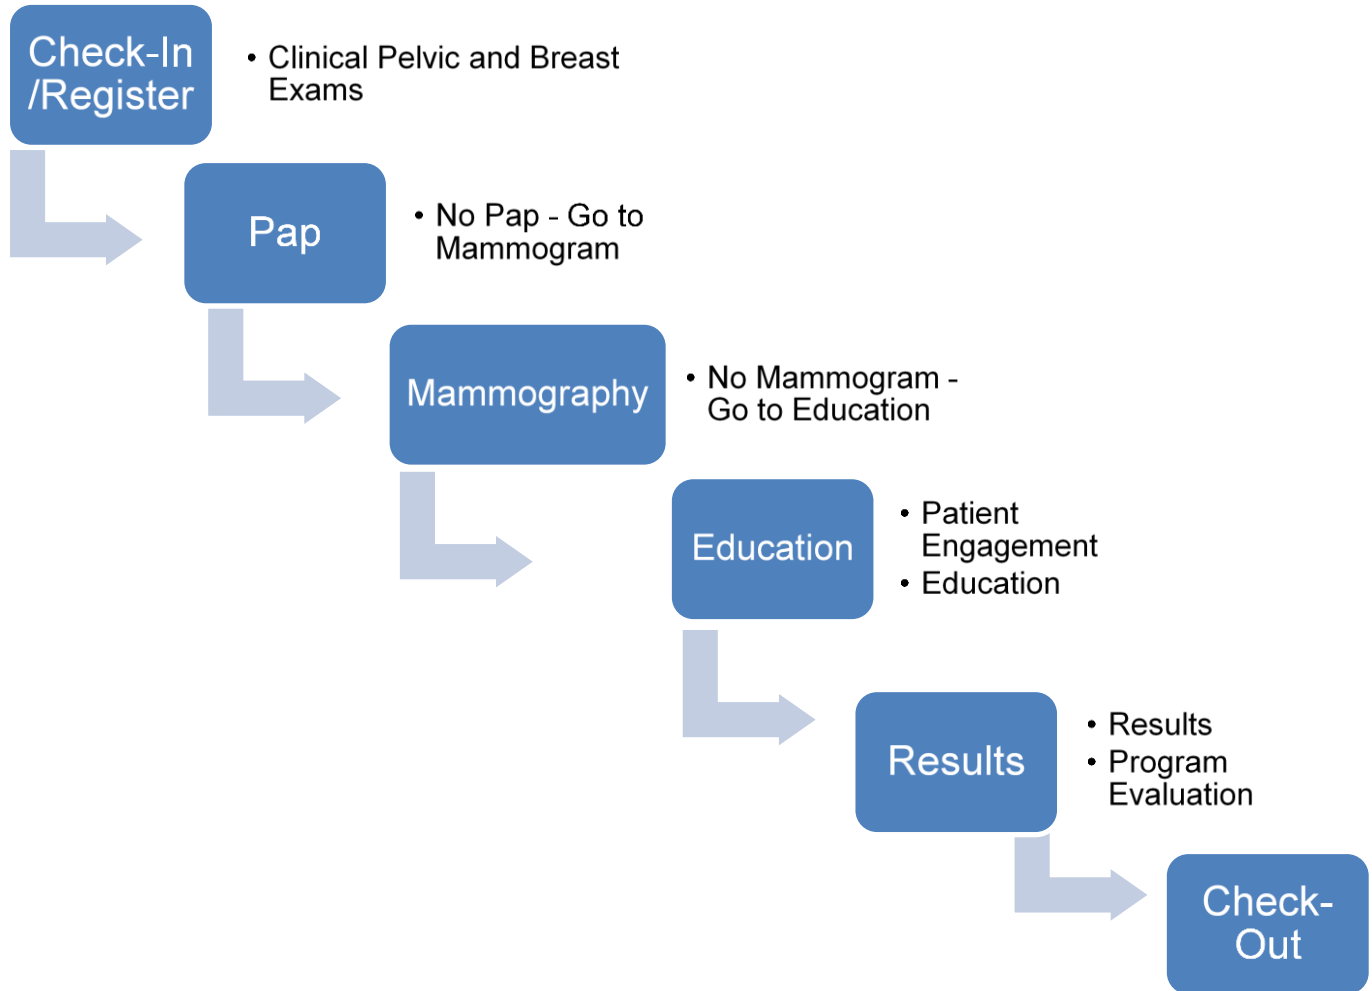 Check-In
/Register
• Clinical Pelvic and Breast
Exams
Pap
• No Pap - Go to
Mammogram
Mammography
• No Mammogram -
Go to Education
Education
• Patient
Engagement
• Education
Results
• Results
• Program
Evaluation
Check-
Out